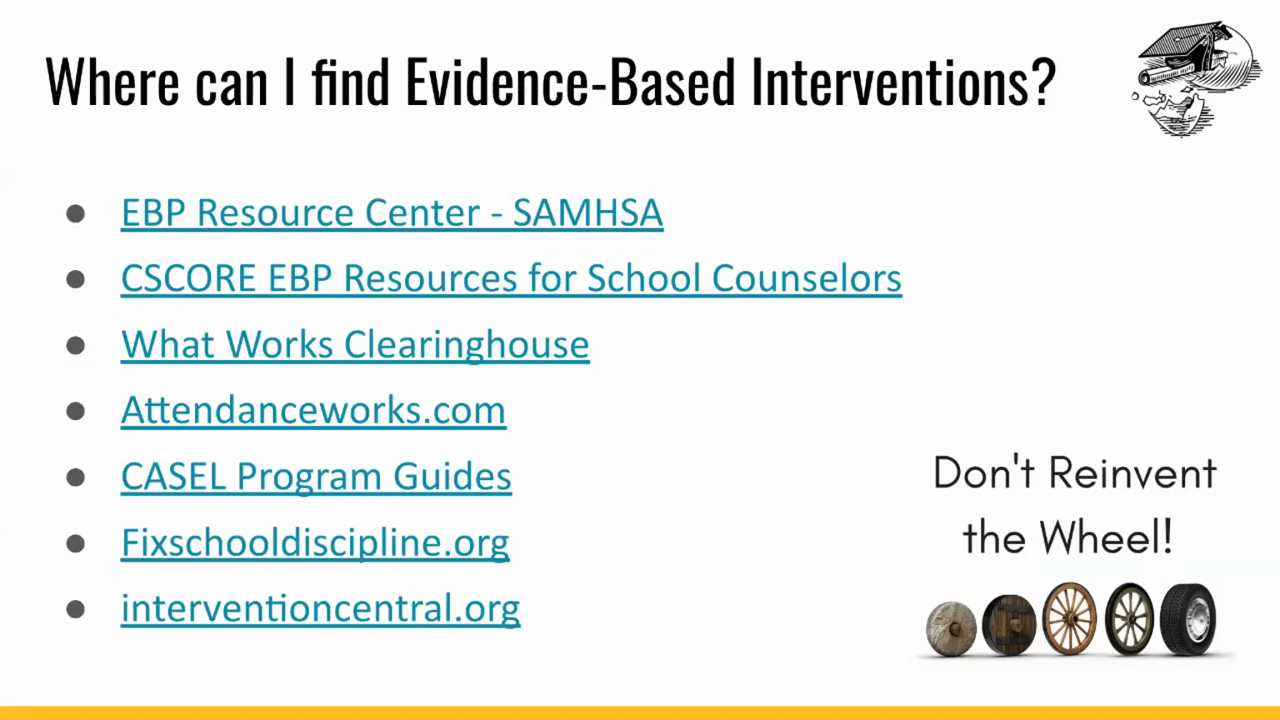 Where can I find Evidence-Based Interventions?
● EBP Resource Center - SAMHSA
● CSCORE EBP Resources for School Counselors
● What Works Clearinghouse
● Attendanceworks.com
● CASEL Program Guides
● Fixschooldiscipline.org
● interventioncentral.org
Don't Reinvent
the Wheel!